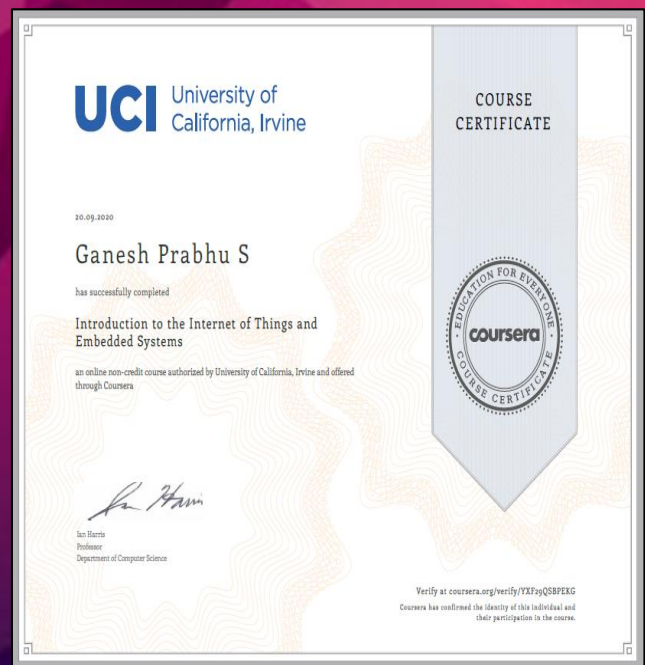 UCI University of
California, Irvine
COURSE
CERTIFICATE
20.09.2020
Ganesh Prabhu S
has successfully completed
Introduction to the Internet of Things and
Embedded Systems
an online non-credit course authorized by University of California, Irvine and offered
through Coursera
EDUCATION FOR EVERYONE
coursera
COURSE CERTIFICATE
Ian Harris
Ian Harris
Professor
Department of Computer Science
Verify at coursera.org/verify/YXF29QSBPEKG
Coursera has confirmed the identity of this individual and
their participation in the course.